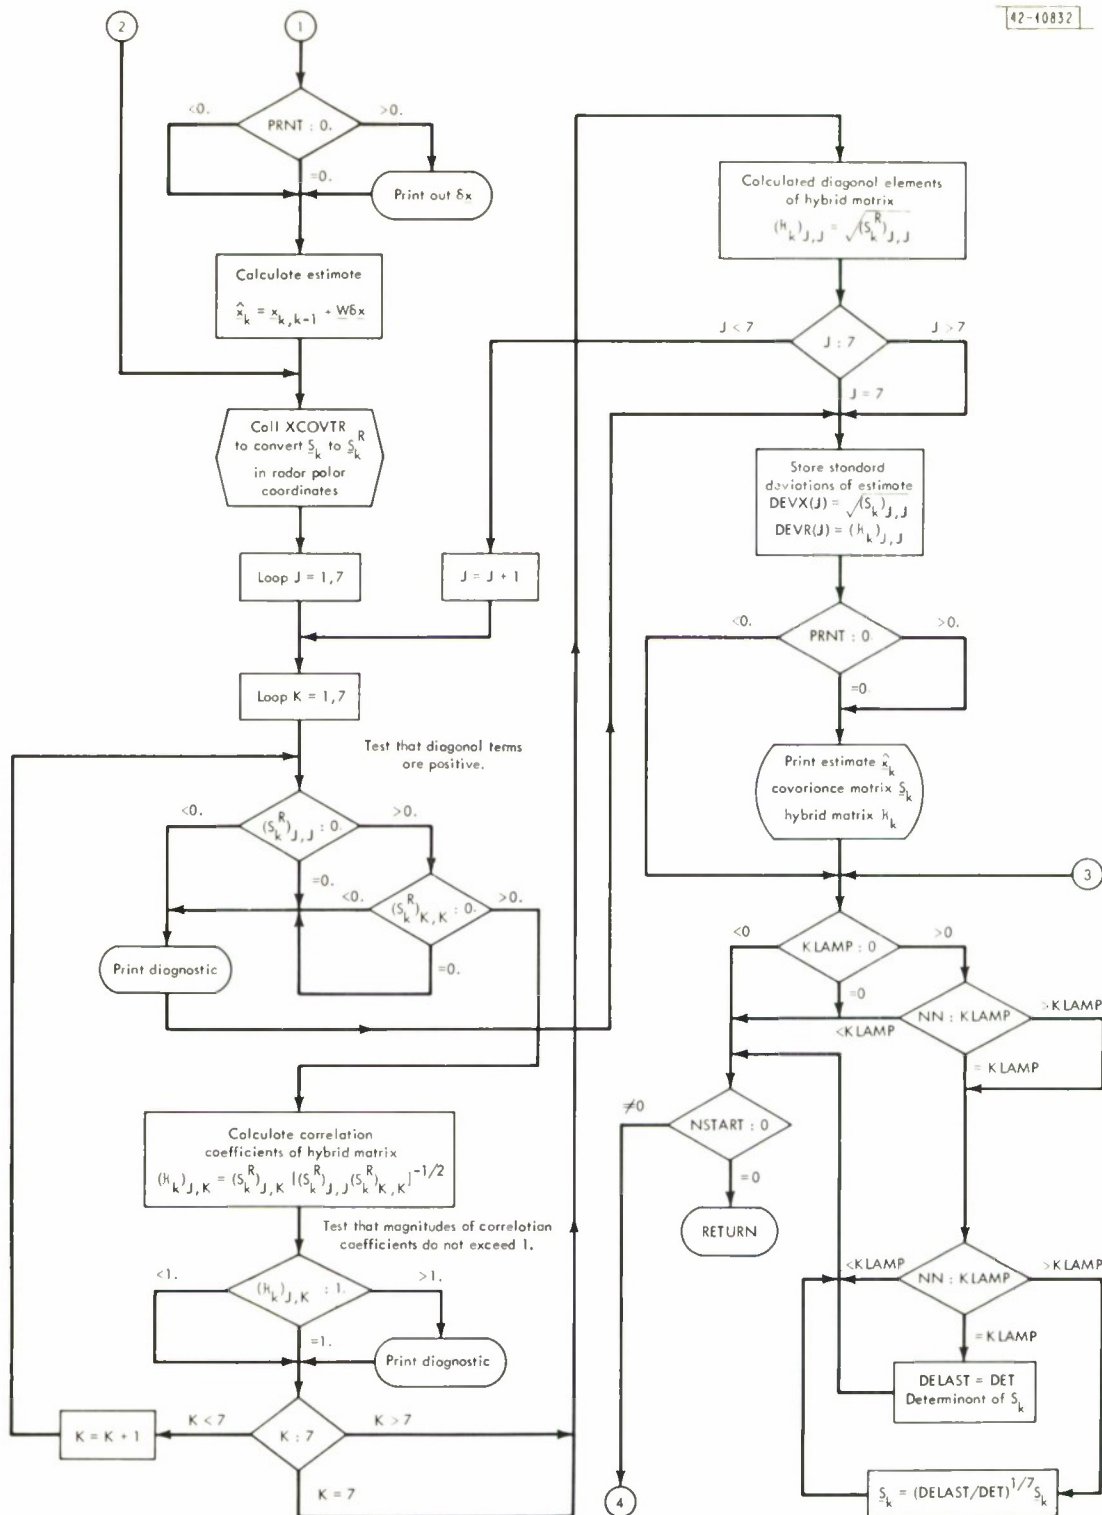 42-10832
2
1
<0.
PRNT : 0.
>0.
=0.
Print out δx
Calculate estimate
x̂k = xk,k-1 + Wδx
Call XCOVTR
to convert Sk to SkR
in radar polar
coordinates
Loop J = 1,7
J = J + 1
Loop K = 1,7
Test that diagonal terms
are positive.
<0.
(SkR)J,J : 0.
>0.
=0.
<0.
(SkR)K,K : 0.
>0.
=0.
Print diagnostic
Calculate correlation
coefficients of hybrid matrix
(ℌk)J,K = (SkR)J,K [(SkR)J,J(SkR)K,K]-1/2
Test that magnitudes of correlation
coefficients do not exceed 1.
<1.
(ℌk)J,K : 1.
>1.
=1.
Print diagnostic
K = K + 1
K < 7
K : 7
K > 7
K = 7
Calculated diagonal elements
of hybrid matrix
(ℌk)J,J = √(SkR)J,J
J < 7
J : 7
J > 7
J = 7
Store standard
deviations of estimate
DEVX(J) = √(Sk)J,J
DEVR(J) = (ℌk)J,J
<0.
PRNT : 0.
>0.
=0.
Print estimate x̂k
covariance matrix Sk
hybrid matrix ℌk
3
<0
KLAMP : 0
>0
=0
<KLAMP
NN : KLAMP
>KLAMP
= KLAMP
≠0
NSTART : 0
=0
RETURN
<KLAMP
NN : KLAMP
>KLAMP
=KLAMP
DELAST = DET
Determinant of Sk
Sk = (DELAST/DET)1/7Sk
4